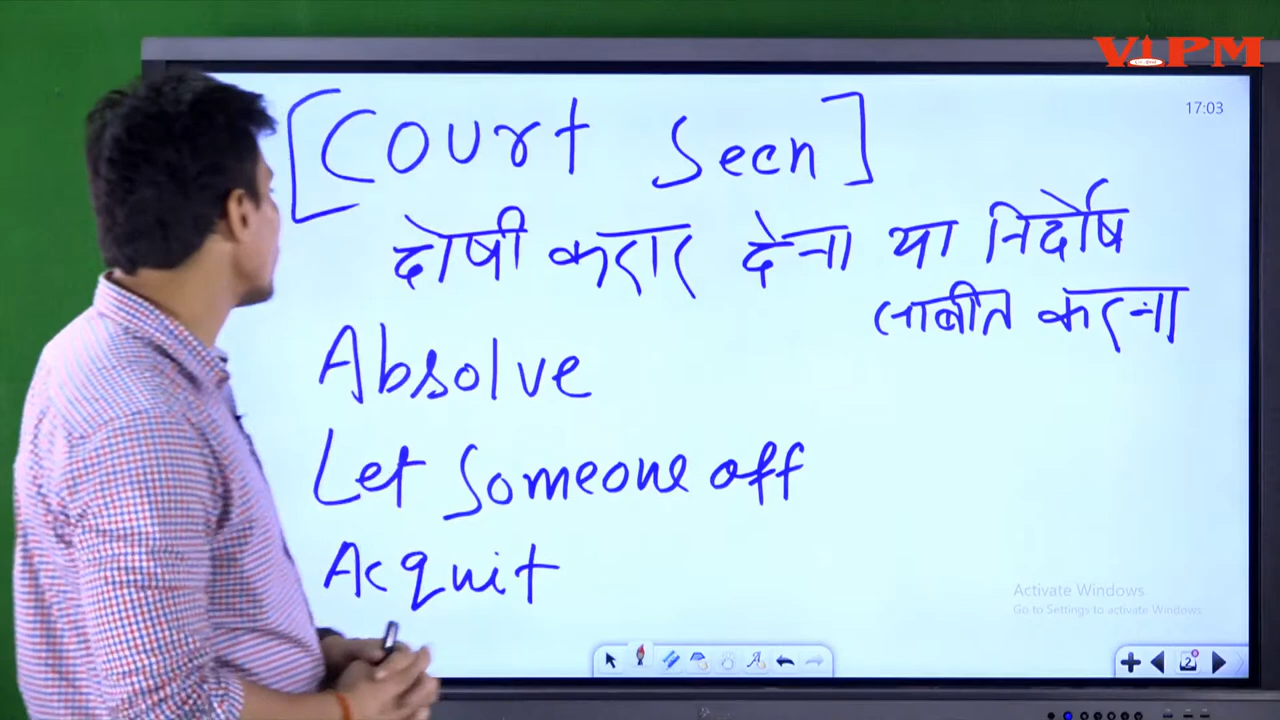 VIPM
17:03
[Court Seen]
दोषी करार देना या निर्दोष
साबीत करना
Absolve
Let someone off
Acquit
Activate Windows
Go to Settings to activate Windows.
2